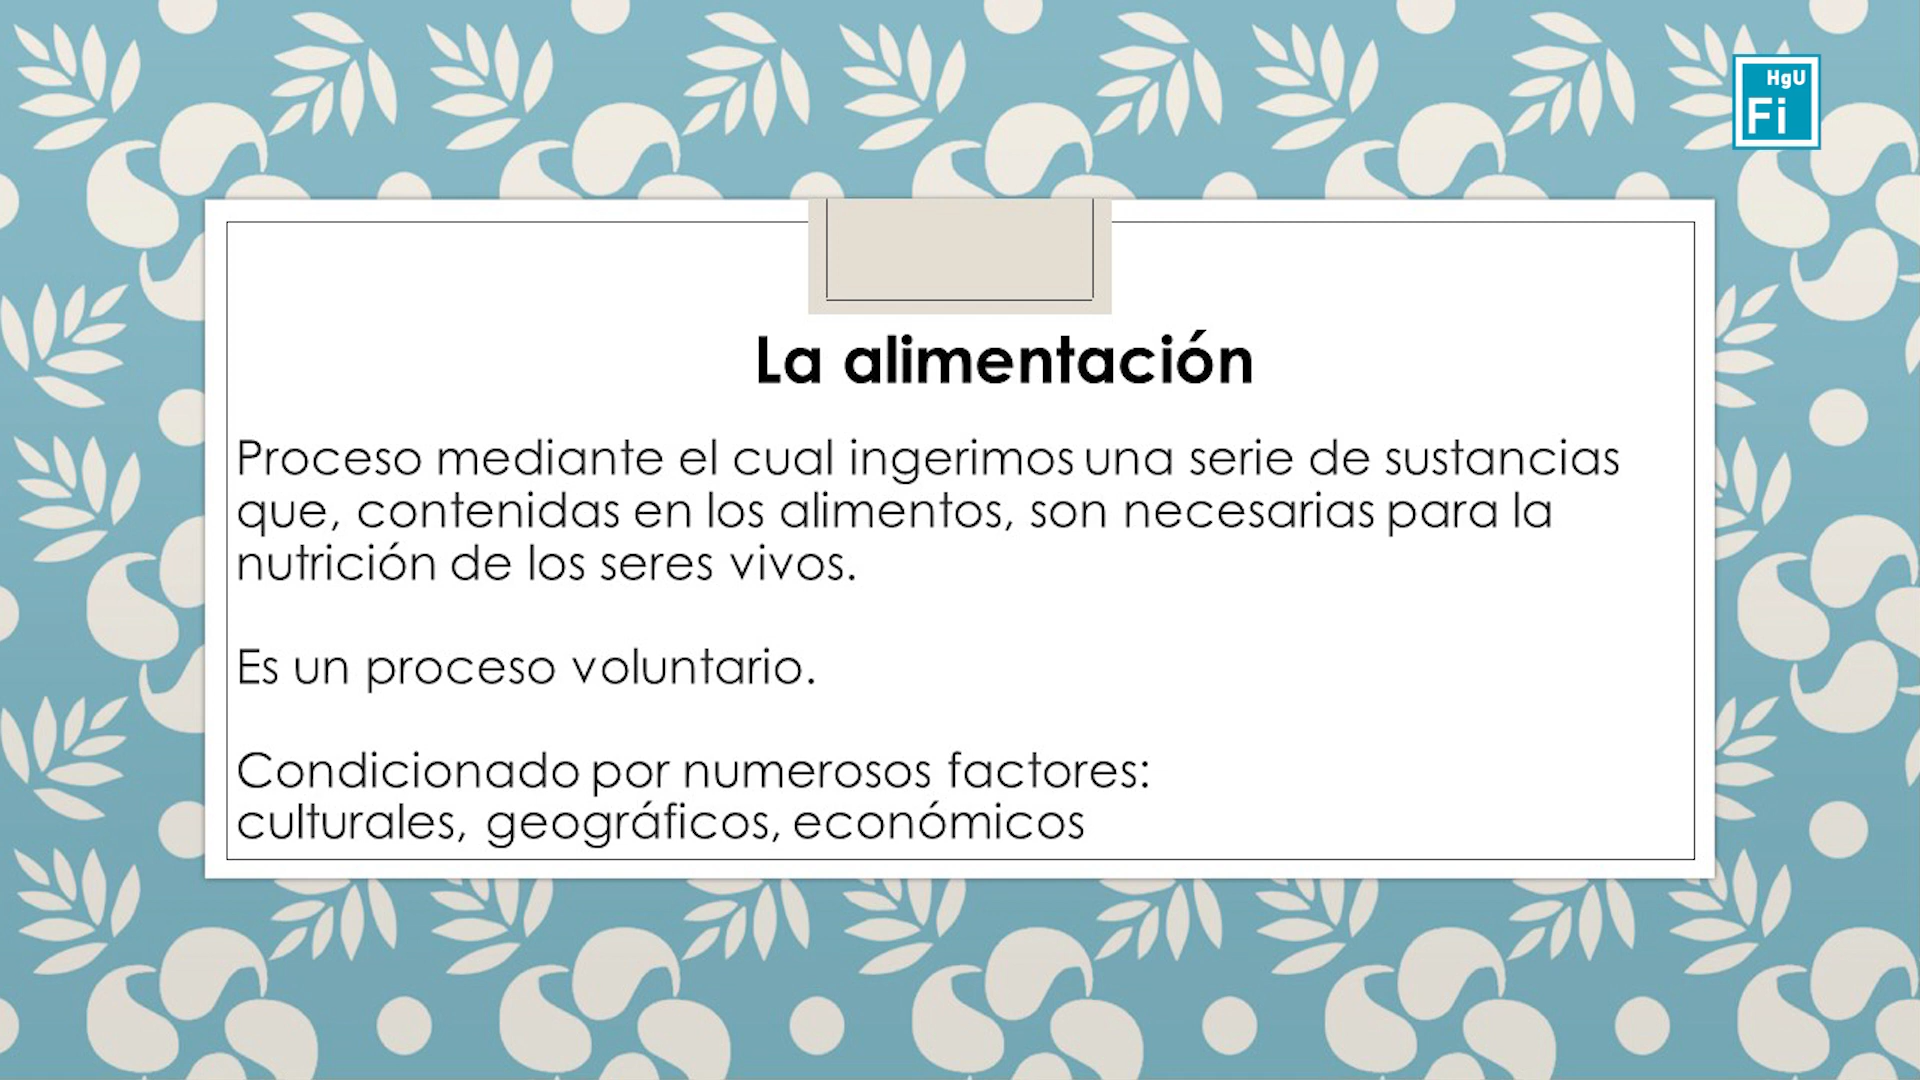 HgU
Fi
La alimentación
Proceso mediante el cual ingerimos una serie de sustancias
que, contenidas en los alimentos, son necesarias para la
nutrición de los seres vivos.
Es un proceso voluntario.
Condicionado por numerosos factores:
culturales, geográficos, económicos